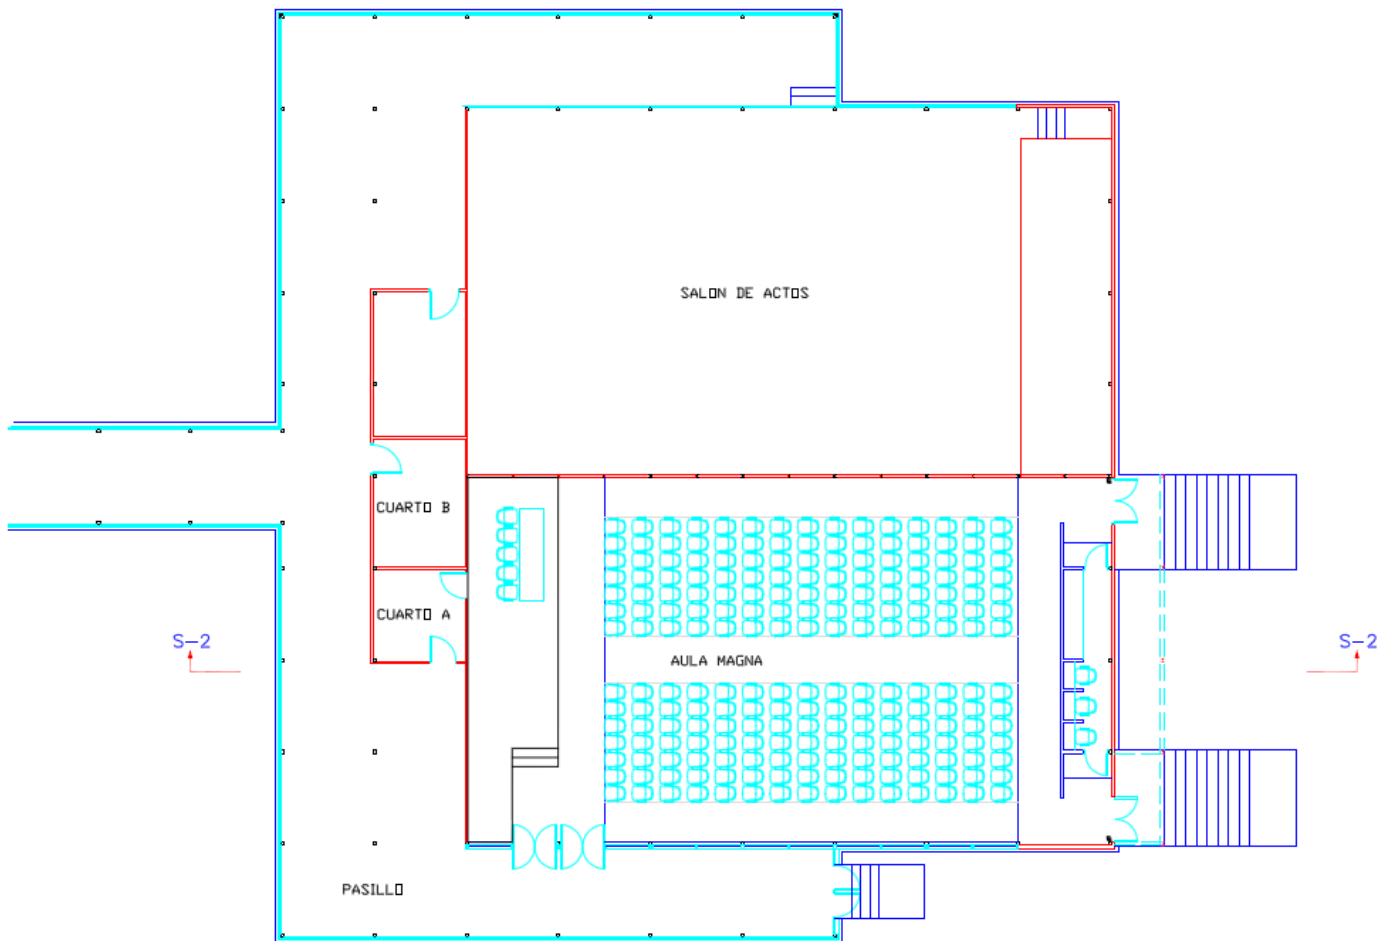 SALON DE ACTOS
CUARTO B
CUARTO A
S-2
S-2
AULA MAGNA
PASILLO